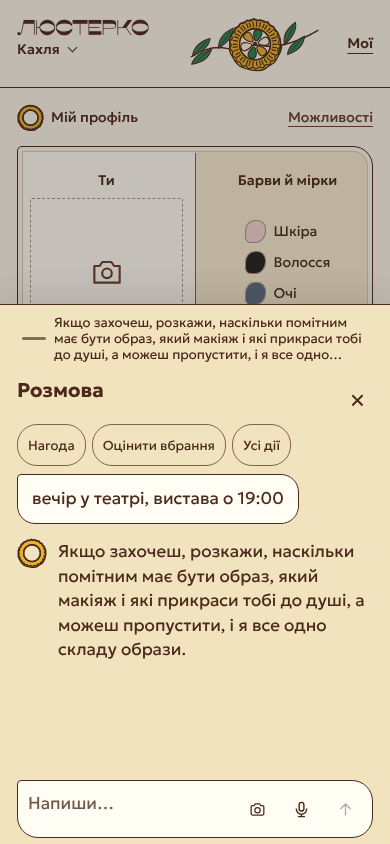 ЛЮСТЕРКО
Кахля
Мої
Мій профіль
Можливості
Ти
Барви й мірки
Шкіра
Волосся
Очі
Якщо захочеш, розкажи, наскільки помітним
має бути образ, який макіяж і які прикраси тобі
до душі, а можеш пропустити, і я все одно…
Розмова
Нагода
Оцінити вбрання
Усі дії
вечір у театрі, вистава о 19:00
Якщо захочеш, розкажи, наскільки
помітним має бути образ, який
макіяж і які прикраси тобі до душі, а
можеш пропустити, і я все одно
складу образи.
Напиши…